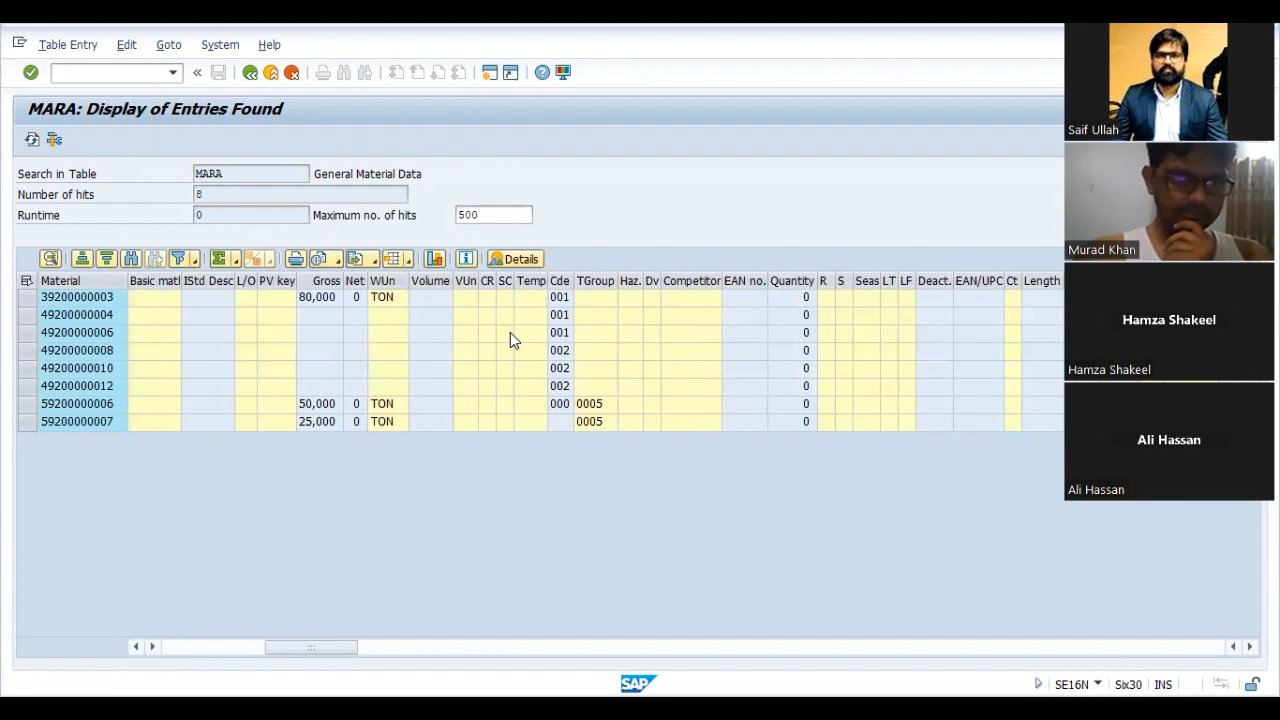 Table Entry Edit Goto System Help
MARA: Display of Entries Found
Search in Table MARA General Material Data
Number of hits 8
Runtime 0 Maximum no. of hits 500
Details
Material Basic matl IStd Desc L/O PV key Gross Net WUn Volume VUn CR SC Temp Cde TGroup Haz. Dv Competitor EAN no. Quantity R S Seas LT LF Deact. EAN/UPC Ct Length
39200000003 80,000 0 TON 001 0
49200000004 001 0
49200000006 001 0
49200000008 002 0
49200000010 002 0
49200000012 002 0
59200000006 50,000 0 TON 000 0005 0
59200000007 25,000 0 TON 0005 0
SAP
SE16N Six30 INS
Saif Ullah
Murad Khan
Hamza Shakeel
Hamza Shakeel
Ali Hassan
Ali Hassan